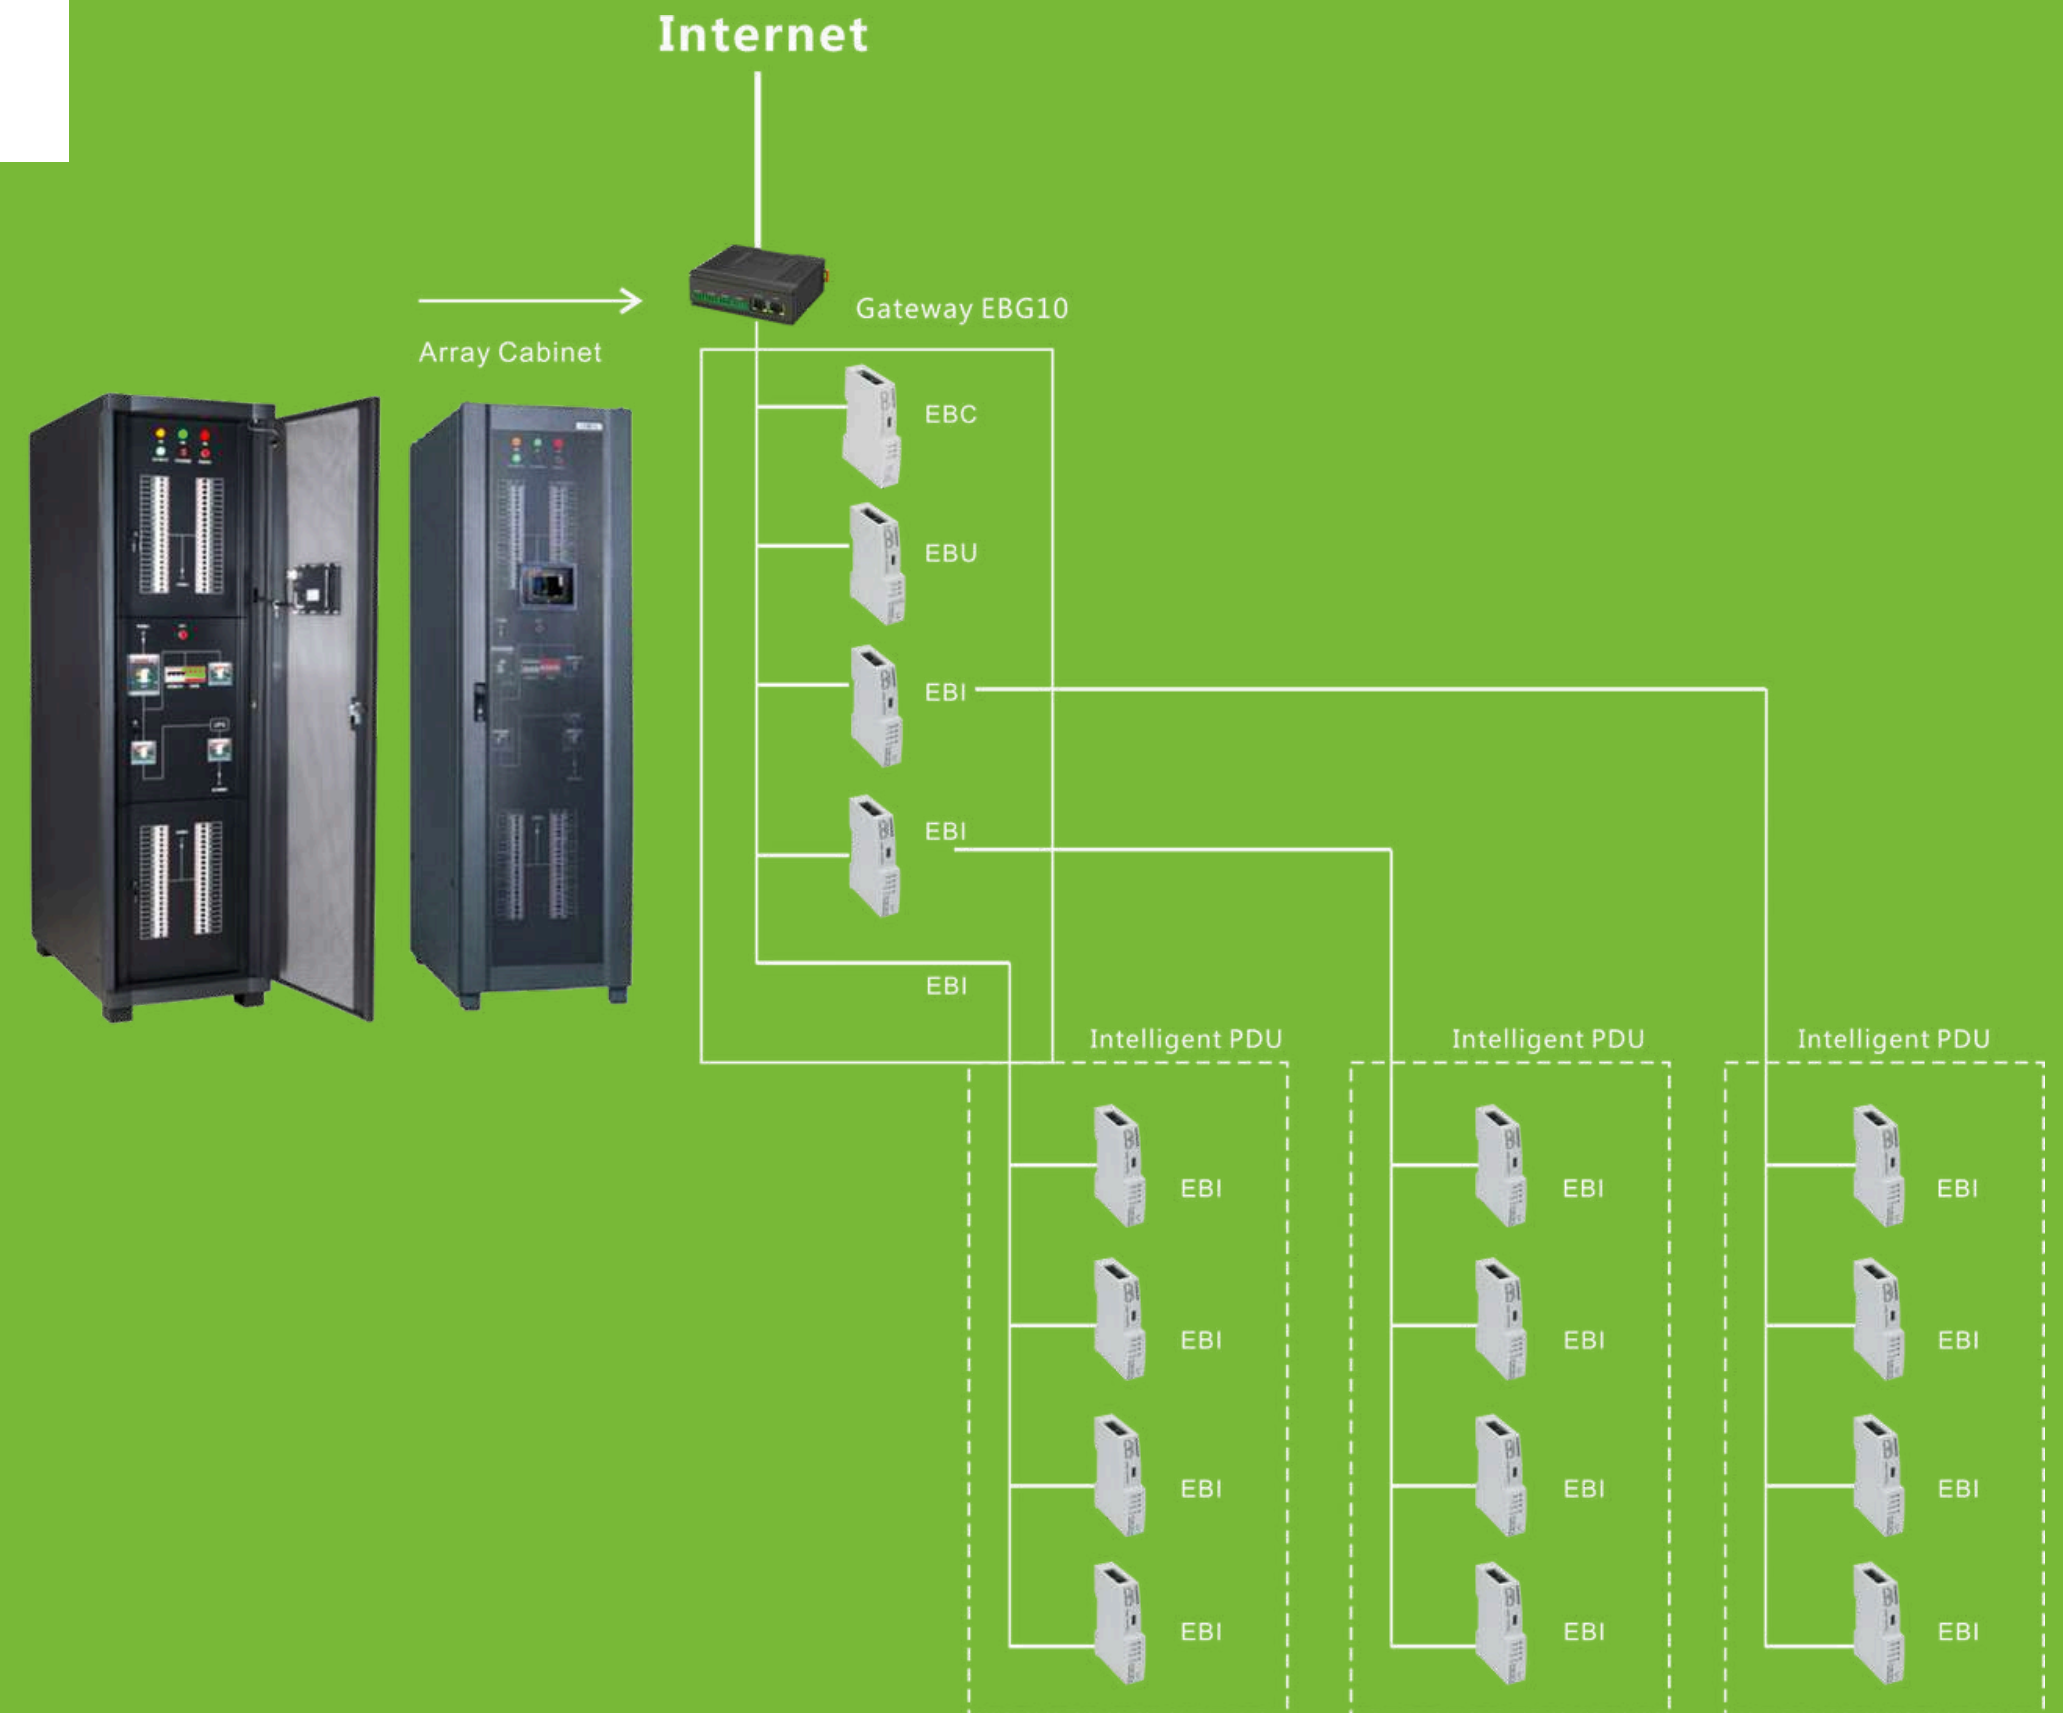 Internet
Gateway EBG10
Array Cabinet
EBC
EBU
EBI
EBI
EBI
Intelligent PDU Intelligent PDU Intelligent PDU
EBI EBI EBI
EBI EBI EBI
EBI EBI EBI
EBI EBI EBI